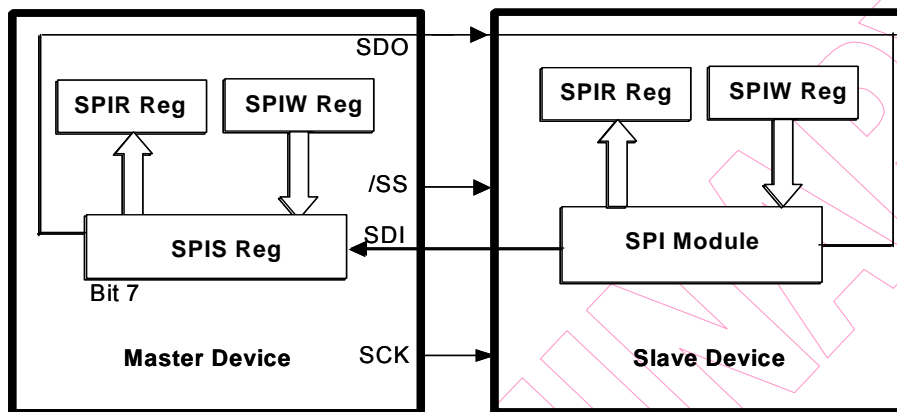 SDO
SPIR Reg
SPIW Reg
SPIR Reg
SPIW Reg
/SS
SDI
SPIS Reg
SPI Module
Bit 7
Master Device
SCK
Slave Device